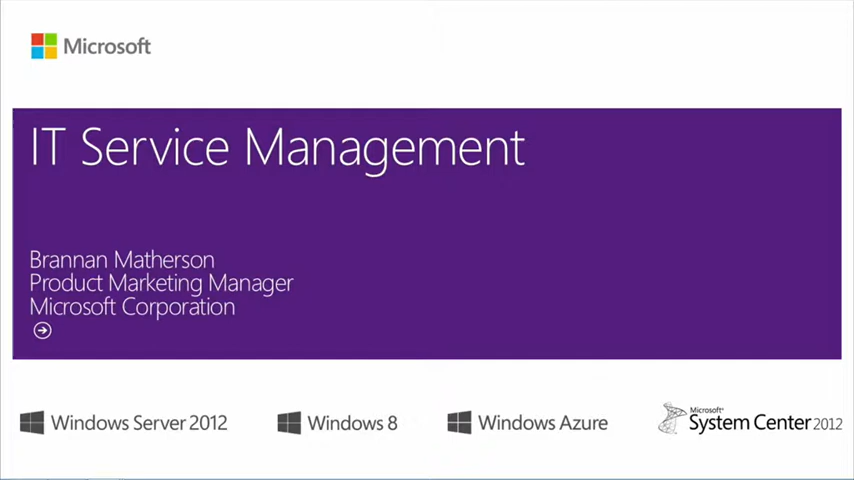 Microsoft
IT Service Management
Brannan Matherson
Product Marketing Manager
Microsoft Corporation
Windows Server 2012
Windows 8
Windows Azure
Microsoft®
System Center 2012